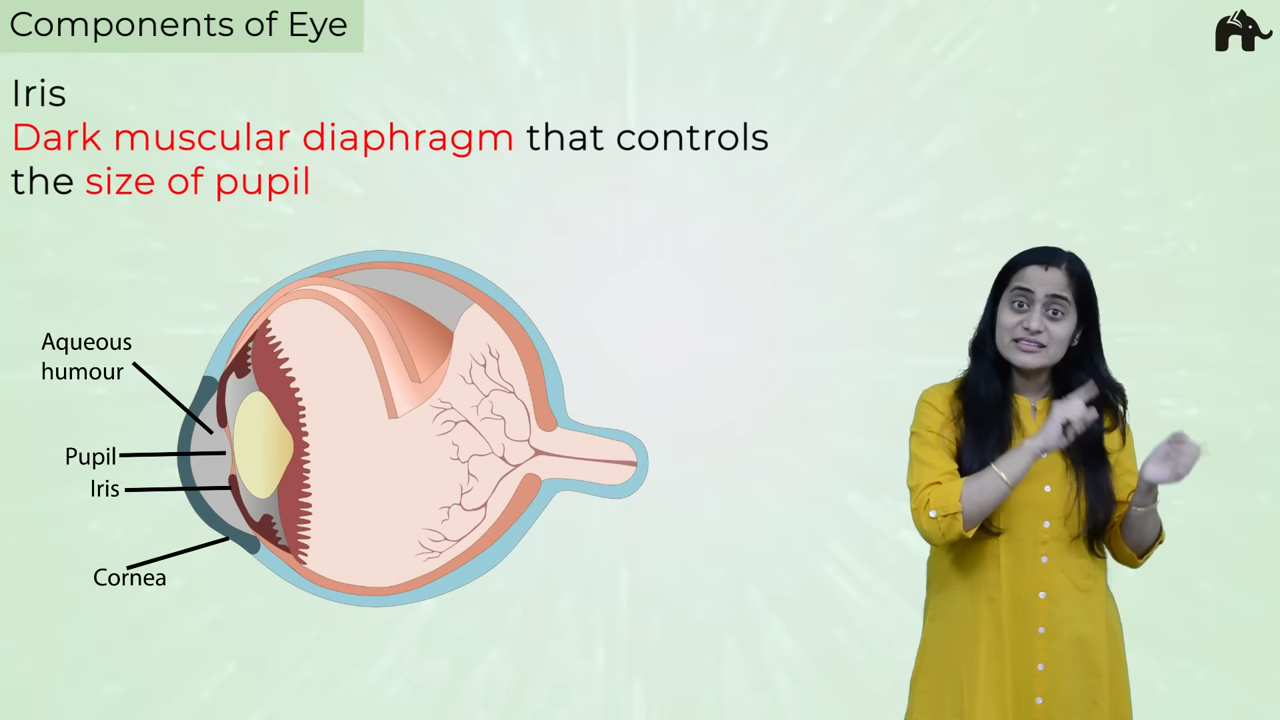 Components of Eye
Iris
Dark muscular diaphragm that controls
the size of pupil
Aqueous
humour
Pupil
Iris
Cornea